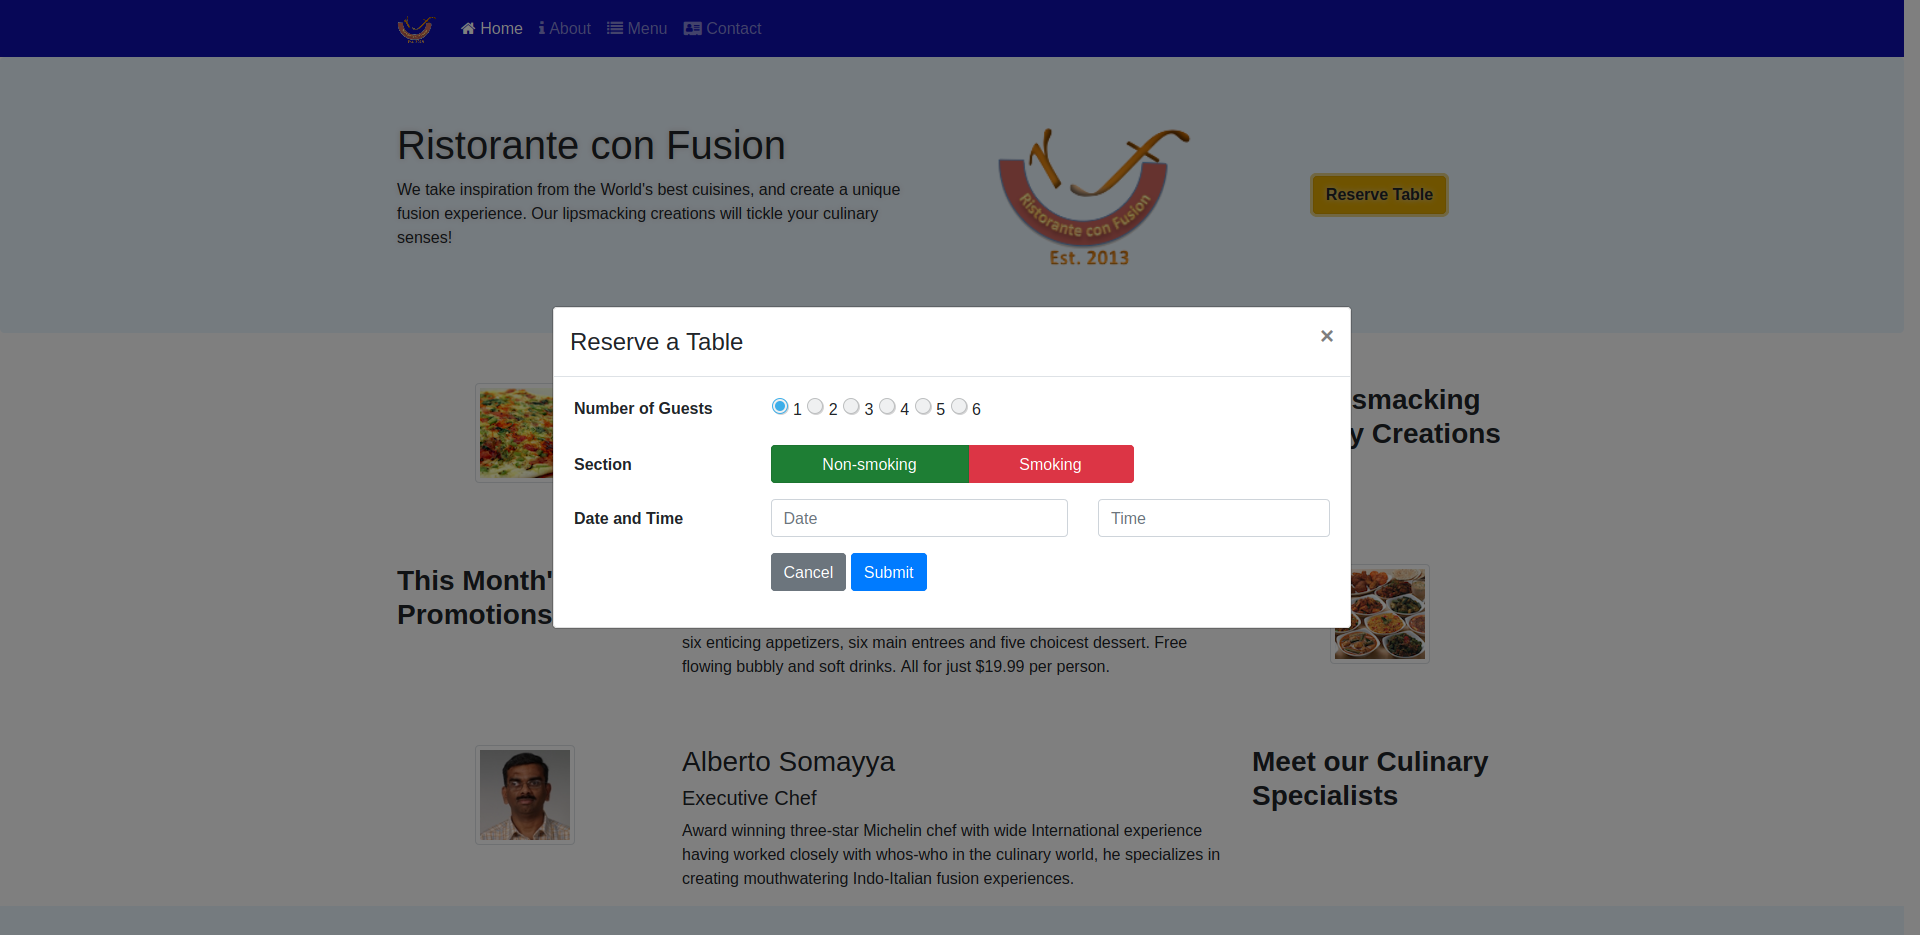 Home About Menu Contact
Ristorante con Fusion
We take inspiration from the World's best cuisines, and create a unique
fusion experience. Our lipsmacking creations will tickle your culinary
senses!
Ristorante con Fusion
Est. 2013
Reserve Table
Reserve a Table
×
Number of Guests
1 2 3 4 5 6
Section
Non-smoking Smoking
Date and Time
Date Time
Cancel Submit
smacking
y Creations
This Month'
Promotions
six enticing appetizers, six main entrees and five choicest dessert. Free
flowing bubbly and soft drinks. All for just $19.99 per person.
Alberto Somayya
Executive Chef
Award winning three-star Michelin chef with wide International experience
having worked closely with whos-who in the culinary world, he specializes in
creating mouthwatering Indo-Italian fusion experiences.
Meet our Culinary
Specialists